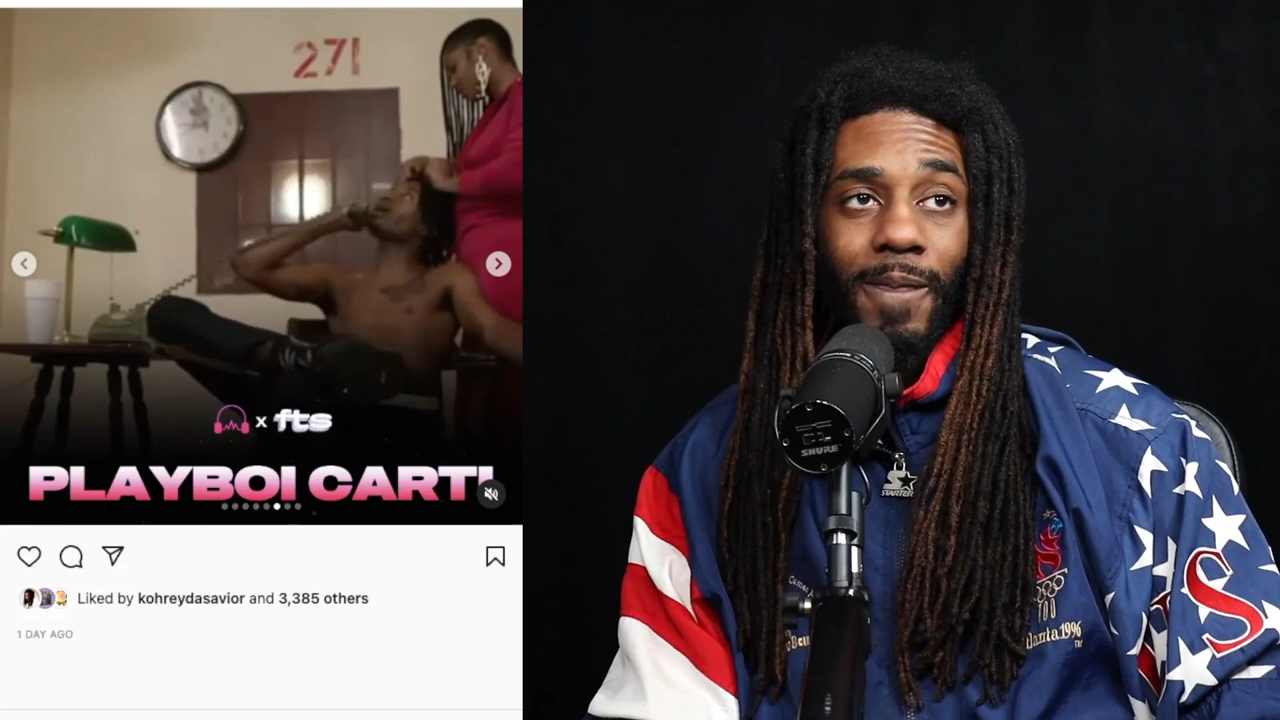 271
x fts
PLAYBOI CARTI
Liked by kohreydasavior and 3,385 others
1 DAY AGO
SHURE
STARTER
Atlanta 1996
S